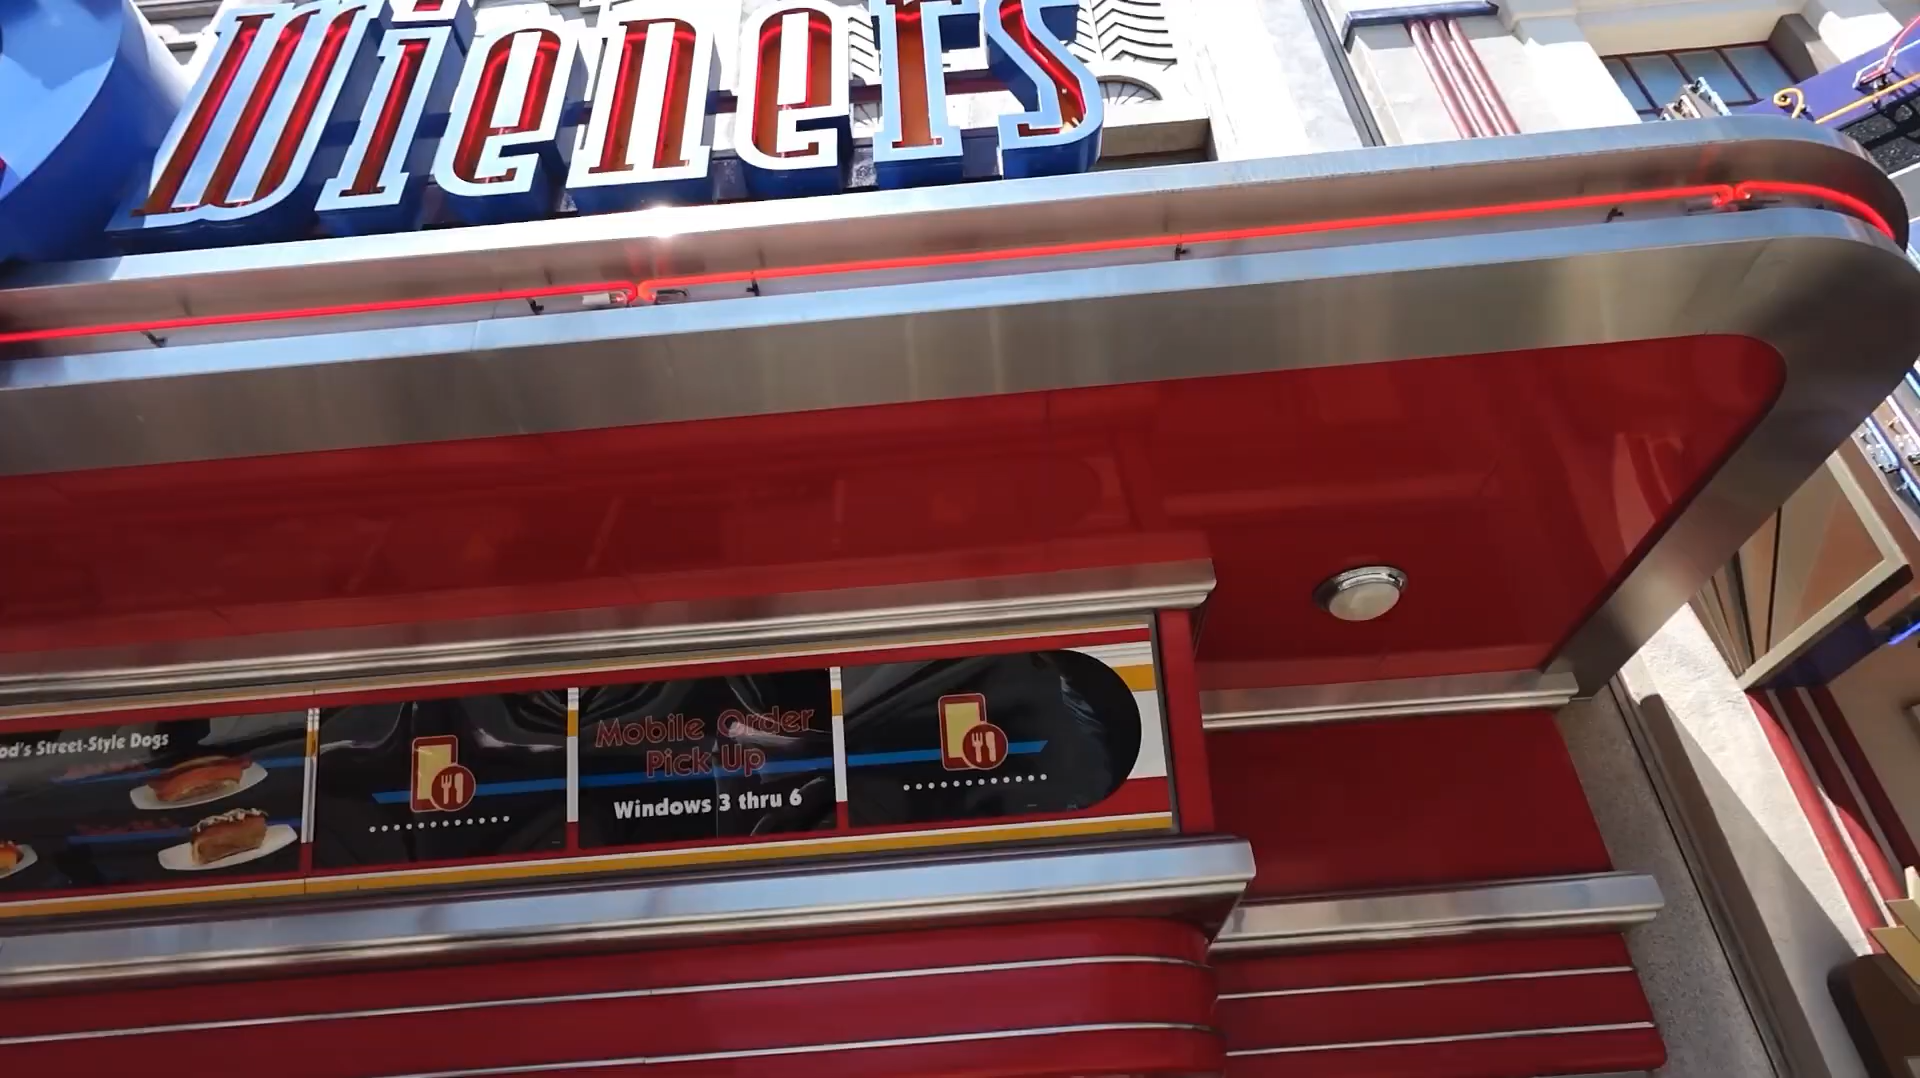 Wieners
od's Street-Style Dogs
Mobile Order
Pick Up
Windows 3 thru 6